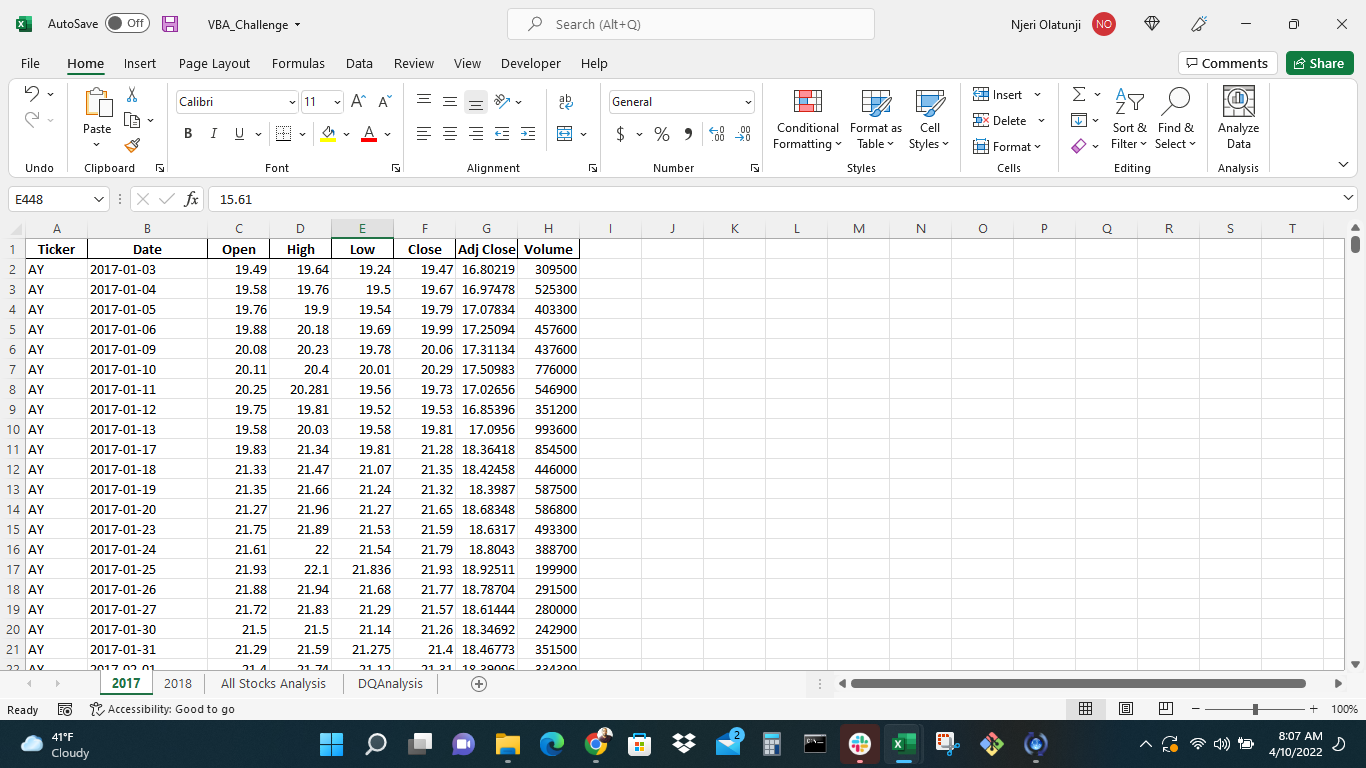 AutoSave Off VBA_Challenge Search (Alt+Q) Njeri Olatunji NO
File Home Insert Page Layout Formulas Data Review View Developer Help Comments Share
Calibri 11 General Insert
Paste B I U $ % Conditional Formatting Format as Table Cell Styles Delete Format Sort & Filter Find & Select Analyze Data
Undo Clipboard Font Alignment Number Styles Cells Editing Analysis
E448 fx 15.61
A B C D E F G H I J K L M N O P Q R S T
1 Ticker Date Open High Low Close Adj Close Volume
2 AY 2017-01-03 19.49 19.64 19.24 19.47 16.80219 309500
3 AY 2017-01-04 19.58 19.76 19.5 19.67 16.97478 525300
4 AY 2017-01-05 19.76 19.9 19.54 19.79 17.07834 403300
5 AY 2017-01-06 19.88 20.18 19.69 19.99 17.25094 457600
6 AY 2017-01-09 20.08 20.23 19.78 20.06 17.31134 437600
7 AY 2017-01-10 20.11 20.4 20.01 20.29 17.50983 776000
8 AY 2017-01-11 20.25 20.281 19.56 19.73 17.02656 546900
9 AY 2017-01-12 19.75 19.81 19.52 19.53 16.85396 351200
10 AY 2017-01-13 19.58 20.03 19.58 19.81 17.0956 993600
11 AY 2017-01-17 19.83 21.34 19.81 21.28 18.36418 854500
12 AY 2017-01-18 21.33 21.47 21.07 21.35 18.42458 446000
13 AY 2017-01-19 21.35 21.66 21.24 21.32 18.3987 587500
14 AY 2017-01-20 21.27 21.96 21.27 21.65 18.68348 586800
15 AY 2017-01-23 21.75 21.89 21.53 21.59 18.6317 493300
16 AY 2017-01-24 21.61 22 21.54 21.79 18.8043 388700
17 AY 2017-01-25 21.93 22.1 21.836 21.93 18.92511 199900
18 AY 2017-01-26 21.88 21.94 21.68 21.77 18.78704 291500
19 AY 2017-01-27 21.72 21.83 21.29 21.57 18.61444 280000
20 AY 2017-01-30 21.5 21.5 21.14 21.26 18.34692 242900
21 AY 2017-01-31 21.29 21.59 21.275 21.4 18.46773 351500
22 AY 2017-02-01 21.4 21.74 21.12 21.31 18.39006 334300
2017 2018 All Stocks Analysis DQAnalysis
Ready Accessibility: Good to go 100%
41°F
Cloudy
2
8:07 AM
4/10/2022